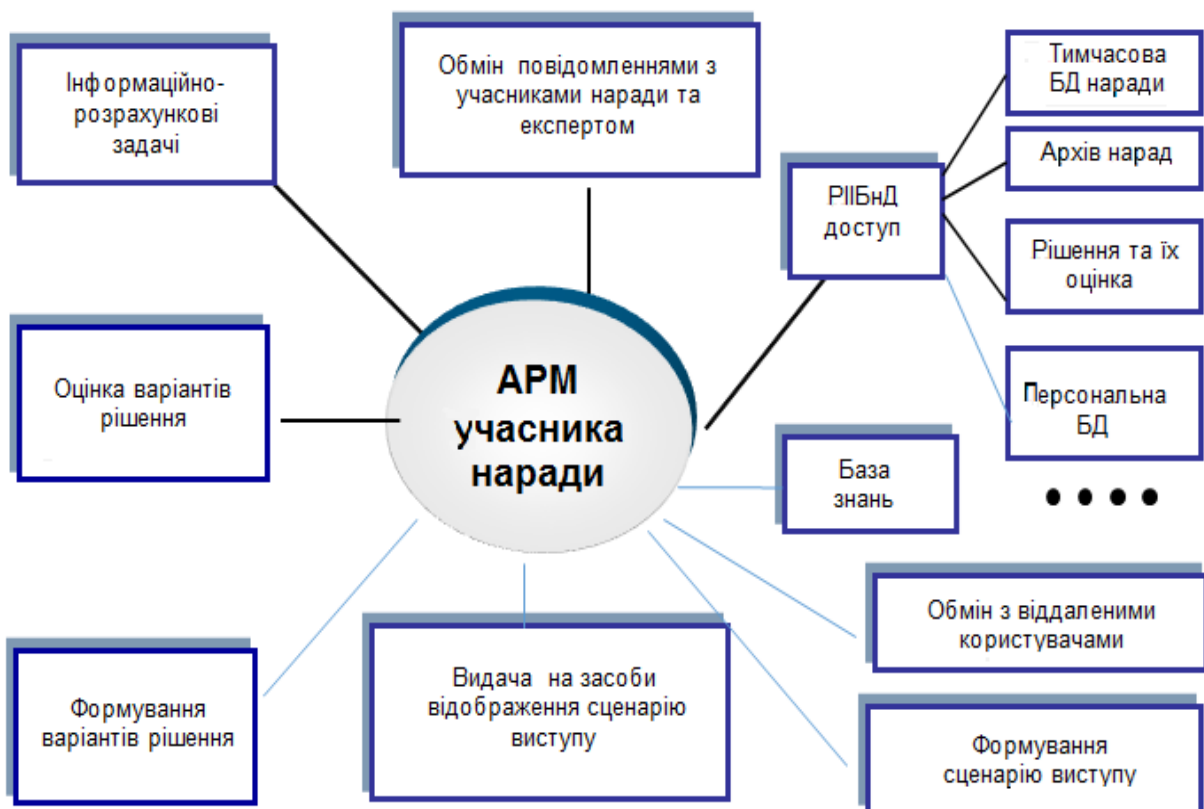 Інформаційно-
розрахункові
задачі
Обмін повідомленнями з
учасниками наради та
експертом
РІІБнД
доступ
Тимчасова
БД наради
Архів нарад
Рішення та їх
оцінка
Персональна
БД
Оцінка варіантів
рішення
АРМ
учасника
наради
База
знань
Обмін з віддаленими
користувачами
Формування
варіантів рішення
Видача на засоби
відображення сценарію
виступу
Формування
сценарію виступу